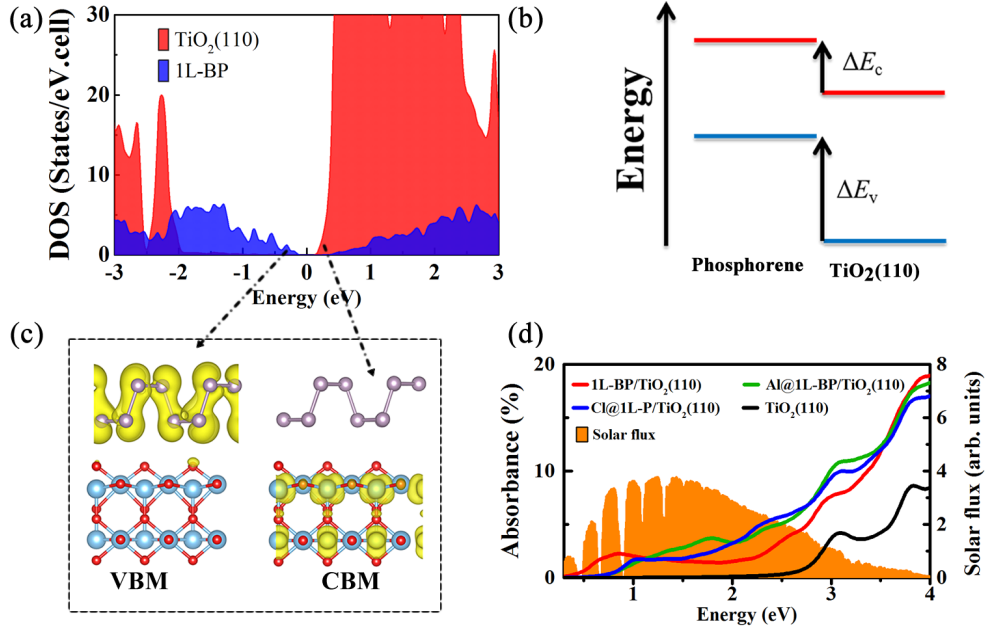 (a)
DOS (States/eV.cell)
30
20
10
0
TiO2(110)
1L-BP
-3 -2 -1 0 1 2 3
Energy (eV)
(b)
Energy
ΔEc
ΔEv
Phosphorene TiO2(110)
(c)
VBM CBM
(d)
Absorbance (%)
20
10
0
1L-BP/TiO2(110) Al@1L-BP/TiO2(110)
Cl@1L-P/TiO2(110) TiO2(110)
Solar flux
8
6
4
2
0
Solar flux (arb. units)
1 2 3 4
Energy (eV)